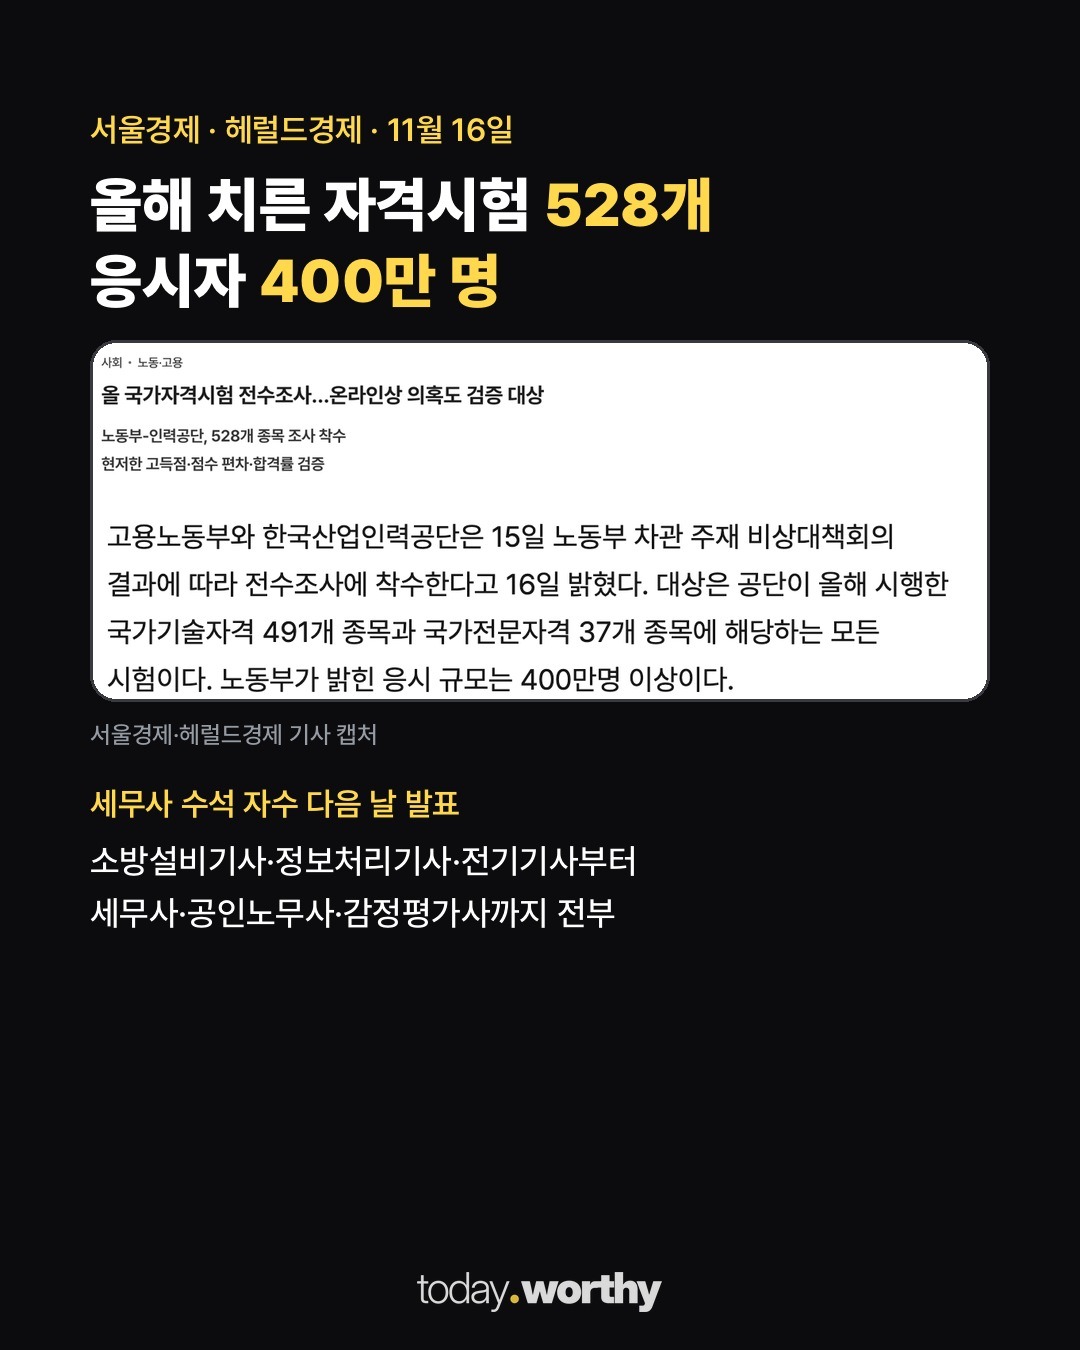 서울경제 · 헤럴드경제 · 11월 16일
올해 치른 자격시험 528개
응시자 400만 명
사회 · 노동·고용
올 국가자격시험 전수조사...온라인상 의혹도 검증 대상
노동부-인력공단, 528개 종목 조사 착수
현저한 고득점·점수 편차·합격률 검증
고용노동부와 한국산업인력공단은 15일 노동부 차관 주재 비상대책회의
결과에 따라 전수조사에 착수한다고 16일 밝혔다. 대상은 공단이 올해 시행한
국가기술자격 491개 종목과 국가전문자격 37개 종목에 해당하는 모든
시험이다. 노동부가 밝힌 응시 규모는 400만명 이상이다.
서울경제·헤럴드경제 기사 캡처
세무사 수석 자수 다음 날 발표
소방설비기사·정보처리기사·전기기사부터
세무사·공인노무사·감정평가사까지 전부
today.worthy